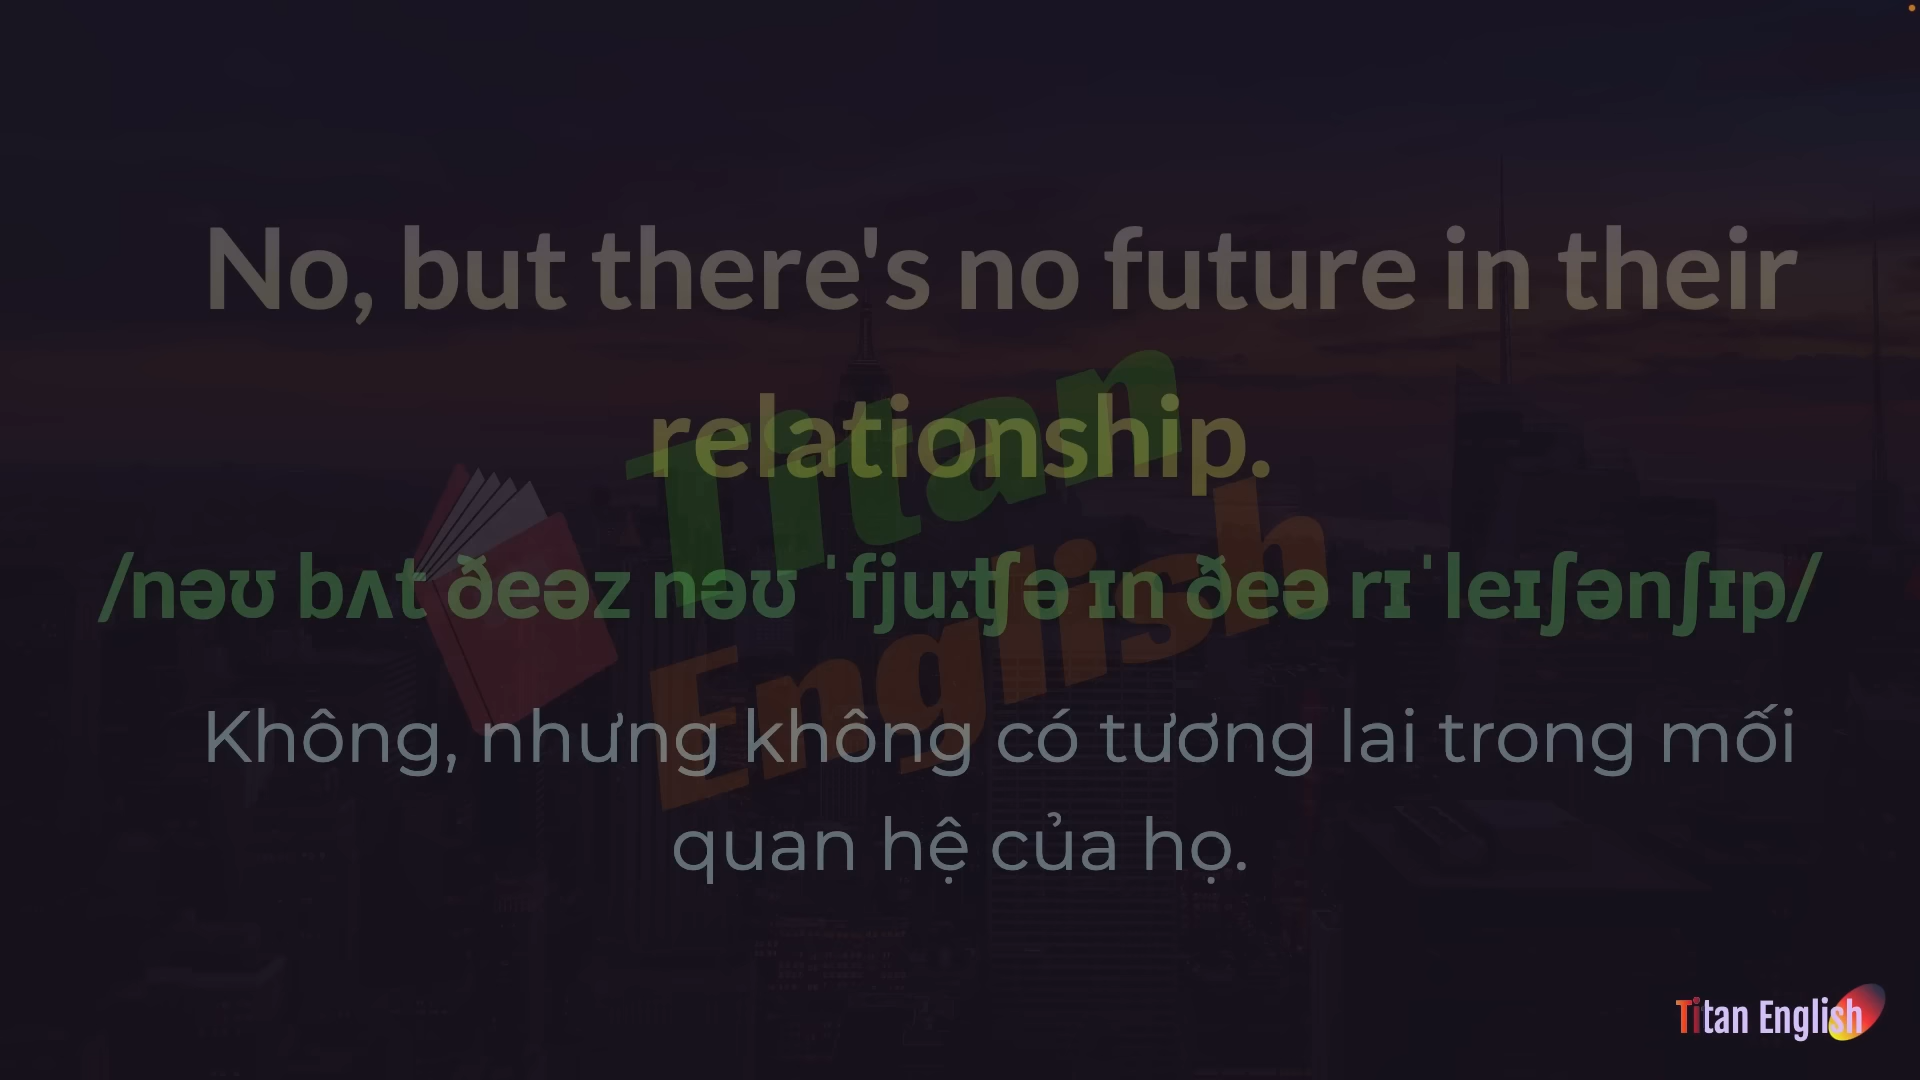 No, but there's no future in their
relationship.
Titan
English
/nəʊ bʌt ðeəz nəʊ ˈfjuːʧə ɪn ðeə rɪˈleɪʃənʃɪp/
Không, nhưng không có tương lai trong mối
quan hệ của họ.
Titan English